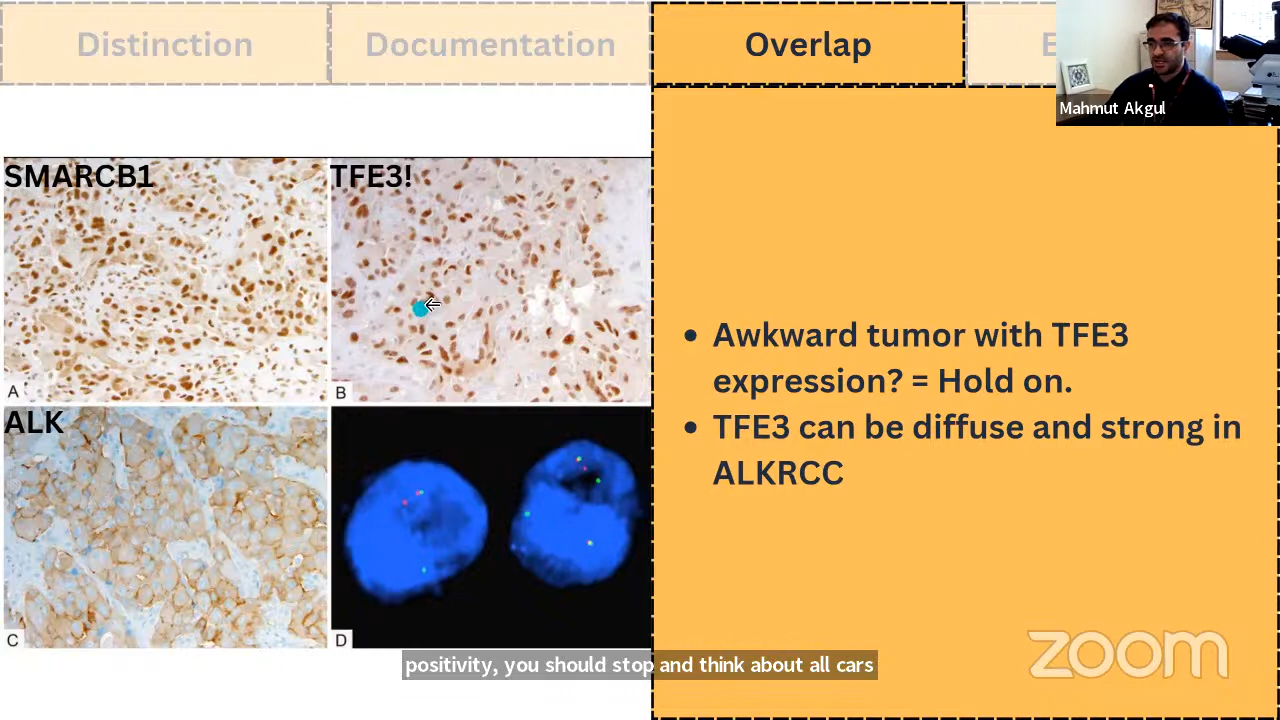 Distinction
Documentation
Overlap
E
Mahmut Akgul
SMARCB1
TFE3!
A
B
ALK
C
D
• Awkward tumor with TFE3
expression? = Hold on.
• TFE3 can be diffuse and strong in
ALKRCC
zoom
positivity, you should stop and think about all cars